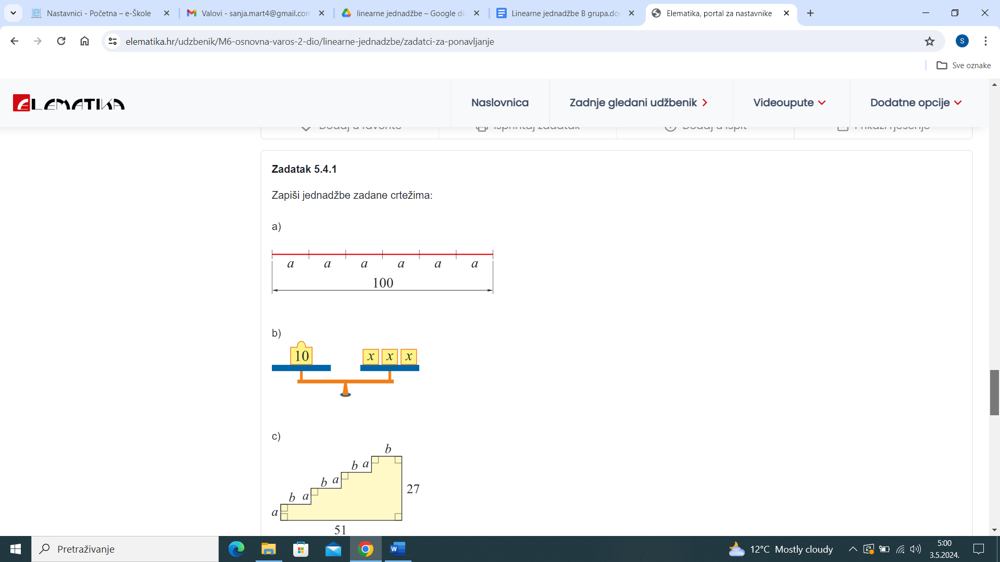 Nastavnici - Početna – e-Škole
Valovi - sanja.mart4@gmail.com
linearne jednadžbe – Google dis
Linearne jednadžbe B grupa.doc
Elematika, portal za nastavnike
elematika.hr/udzbenik/M6-osnovna-varos-2-dio/linearne-jednadzbe/zadatci-za-ponavljanje
S
Sve oznake
ELEMATIKA
Naslovnica
Zadnje gledani udžbenik
Videoupute
Dodatne opcije
Dodaj u favorite
Isprintaj zadatak
Dodaj u ispit
Prikaži rješenje
Zadatak 5.4.1
Zapiši jednadžbe zadane crtežima:
a)
a a a a a a
100
b)
10 x x x
c)
b
b a
b a
27
b a
a
51
Pretraživanje
12°C Mostly cloudy
5:00
3.5.2024.